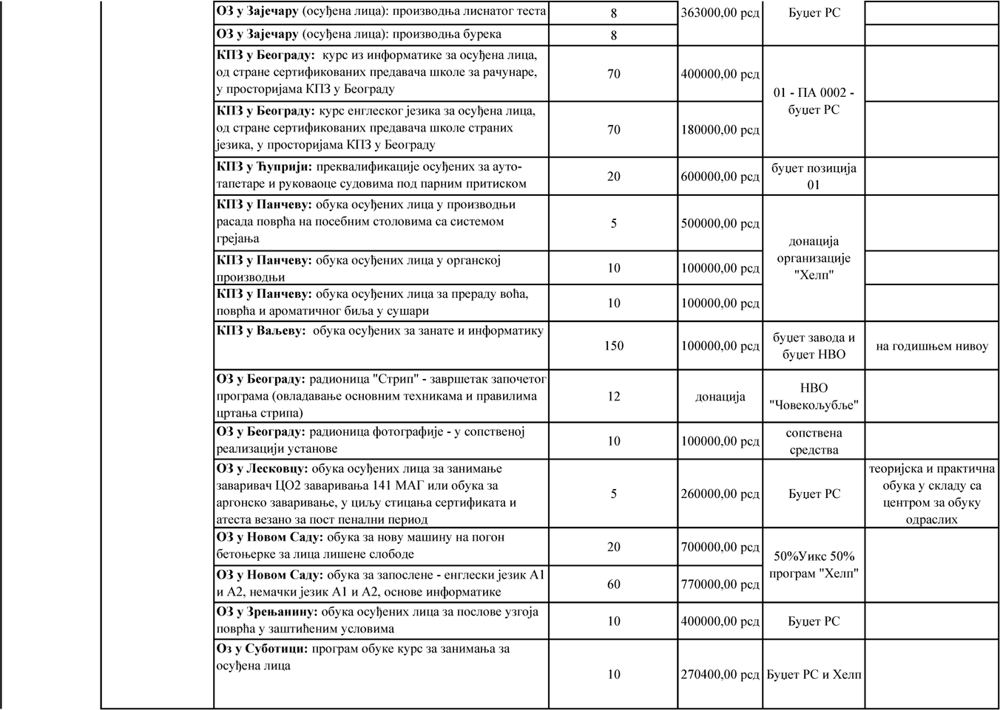 ОЗ у Зајечару (осуђена лица): производња лиснатог теста
8
363000,00 рсд
Буџет РС
ОЗ у Зајечару (осуђена лица): производња бурека
8
КПЗ у Београду:  курс из информатике за осуђена лица,
од стране сертификованих предавача школе за рачунаре,
у просторијама КПЗ у Београду
70
400000,00 рсд
01 - ПА 0002 -
буџет РС
КПЗ у Београду: курс енглеског језика за осуђена лица,
од стране сертификованих предавача школе страних
језика, у просторијама КПЗ у Београду
70
180000,00 рсд
КПЗ у Ћуприји: преквалификације осуђених за ауто-
тапетаре и руковаоце судовима под парним притиском
20
600000,00 рсд
буџет позиција
01
КПЗ у Панчеву: обука осуђених лица у производњи
расада поврћа на посебним столовима са системом
грејања
5
500000,00 рсд
донација
организације
"Хелп"
КПЗ у Панчеву: обука осуђених лица у органској
производњи
10
100000,00 рсд
КПЗ у Панчеву: обука осуђених лица за прераду воћа,
поврћа и ароматичног биља у сушари
10
100000,00 рсд
КПЗ у Ваљеву:  обука осуђених за занате и информатику
150
100000,00 рсд
буџет завода и
буџет НВО
на годишњем нивоу
ОЗ у Београду: радионица "Стрип" - завршетак започетог
програма (овладавање основним техникама и правилима
цртања стрипа)
12
донација
НВО
"Човекољубље"
ОЗ у Београду: радионица фотографије - у сопственој
реализацији установе
10
100000,00 рсд
сопствена
средства
ОЗ у Лесковцу: обука осуђених лица за занимање
заваривач ЦО2 заваривања 141 МАГ или обука за
аргонско заваривање, у циљу стицања сертификата и
атеста везано за пост пенални период
5
260000,00 рсд
Буџет РС
теоријска и практична
обука у складу са
центром за обуку
одраслих
ОЗ у Новом Саду: обука за нову машину на погон
бетоњерке за лица лишене слободе
20
700000,00 рсд
50%Уикс 50%
програм "Хелп"
ОЗ у Новом Саду: обука за запослене - енглески језик А1
и А2, немачки језик А1 и А2, основе информатике
60
770000,00 рсд
ОЗ у Зрењанину: обука осуђених лица за послове узгоја
поврћа у заштићеним условима
10
400000,00 рсд
Буџет РС
Оз у Суботици: програм обуке курс за занимања за
осуђена лица
10
270400,00 рсд
Буџет РС и Хелп